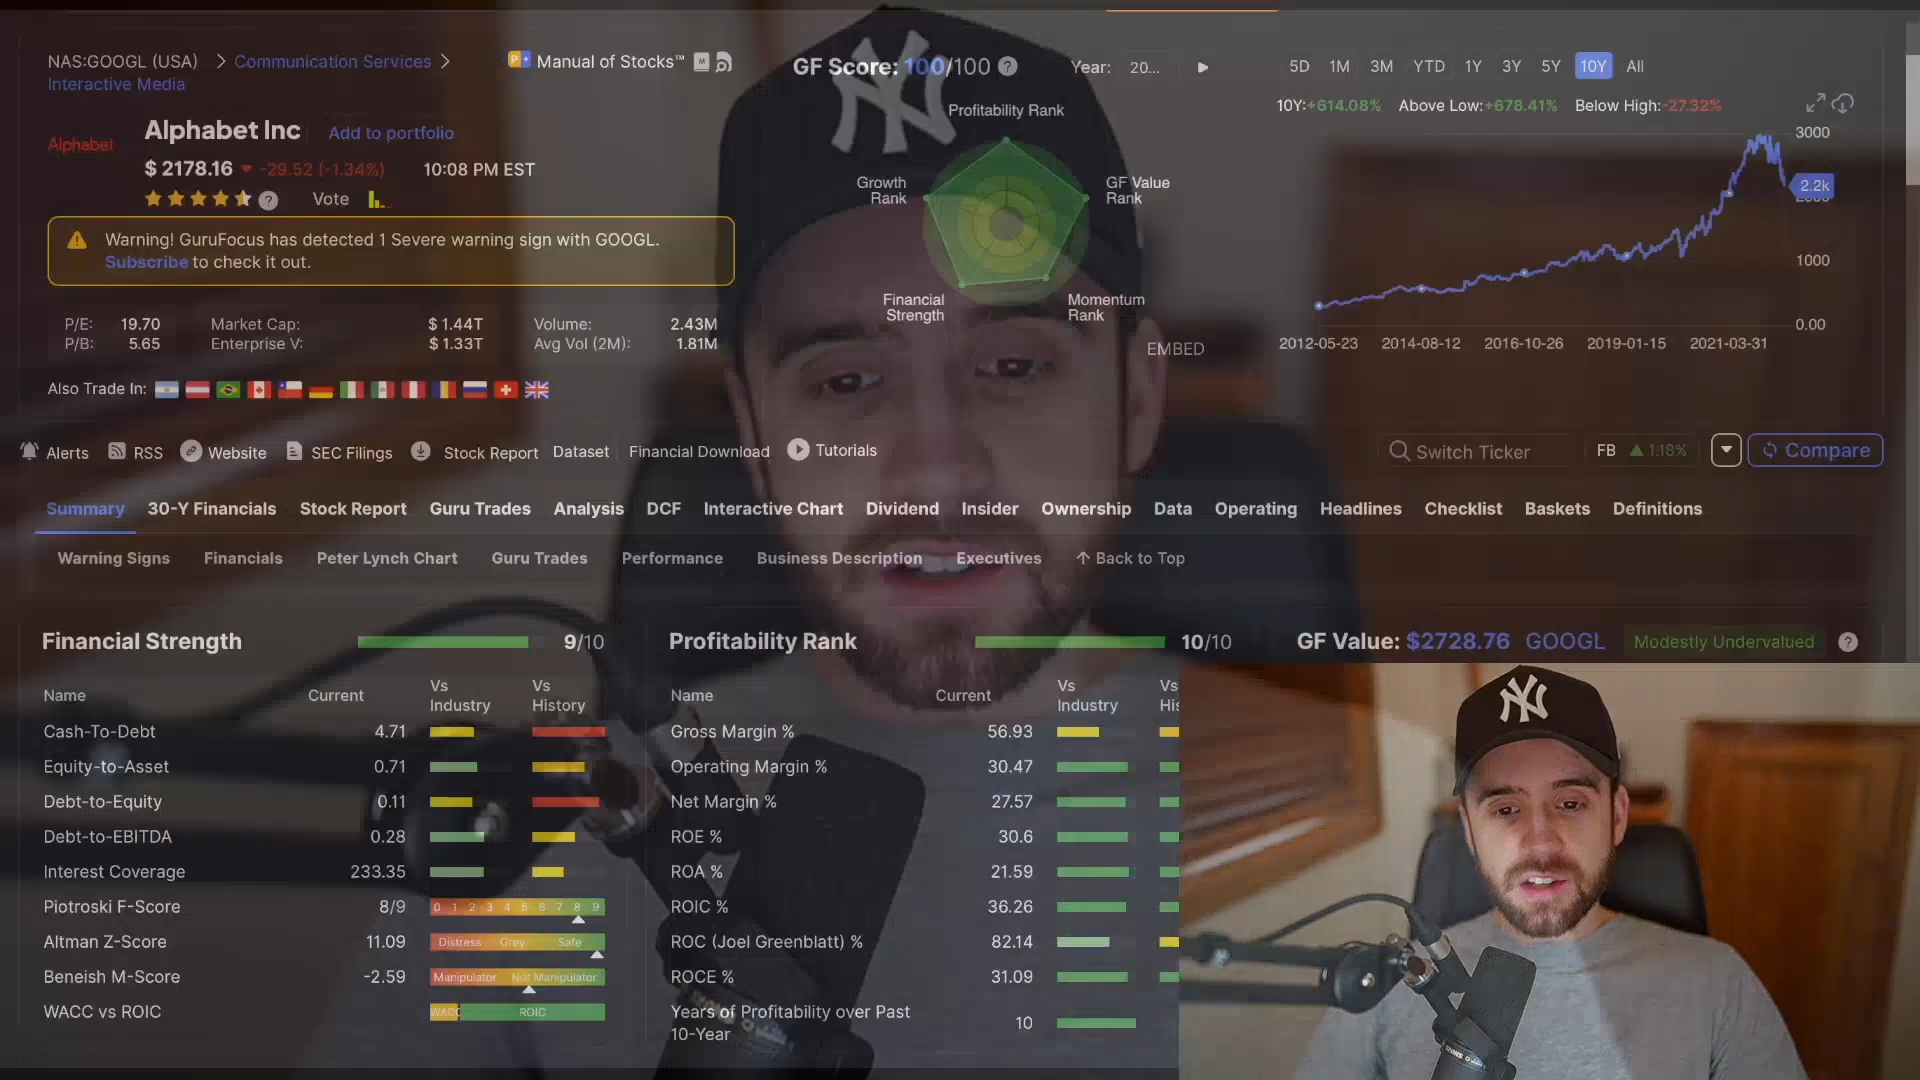 NAS:GOOGL (USA) > Communication Services >
Interactive Media
Manual of Stocks™
Alphabet
Alphabet Inc
Add to portfolio
$ 2178.16 -29.52 (-1.34%) 10:08 PM EST
Vote
Warning! GuruFocus has detected 1 Severe warning sign with GOOGL.
Subscribe to check it out.
P/E: 19.70 Market Cap: $ 1.44T Volume: 2.43M
P/B: 5.65 Enterprise V: $ 1.33T Avg Vol (2M): 1.81M
Also Trade In:
GF Score: 100/100 Year: 20...
Profitability Rank
Growth Rank
GF Value Rank
Financial Strength
Momentum Rank
EMBED
5D 1M 3M YTD 1Y 3Y 5Y 10Y All
10Y:+614.08% Above Low:+678.41% Below High:-27.32%
3000
2.2k
1000
0.00
2012-05-23 2014-08-12 2016-10-26 2019-01-15 2021-03-31
Alerts RSS Website SEC Filings Stock Report Dataset Financial Download Tutorials
Switch Ticker FB 1.18% Compare
Summary 30-Y Financials Stock Report Guru Trades Analysis DCF Interactive Chart Dividend Insider Ownership Data Operating Headlines Checklist Baskets Definitions
Warning Signs Financials Peter Lynch Chart Guru Trades Performance Business Description Executives ↑ Back to Top
Financial Strength 9/10
Name Current Vs Industry Vs History
Cash-To-Debt 4.71
Equity-to-Asset 0.71
Debt-to-Equity 0.11
Debt-to-EBITDA 0.28
Interest Coverage 233.35
Piotroski F-Score 8/9 0 1 2 3 4 5 6 7 8 9
Altman Z-Score 11.09 Distress Grey Safe
Beneish M-Score -2.59 Manipulator Not Manipulator
WACC vs ROIC WACC ROIC
Profitability Rank 10/10
Name Current Vs Industry Vs
Gross Margin % 56.93
Operating Margin % 30.47
Net Margin % 27.57
ROE % 30.6
ROA % 21.59
ROIC % 36.26
ROC (Joel Greenblatt) % 82.14
ROCE % 31.09
Years of Profitability over Past
10-Year 10
GF Value: $2728.76 GOOGL Modestly Undervalued
NY